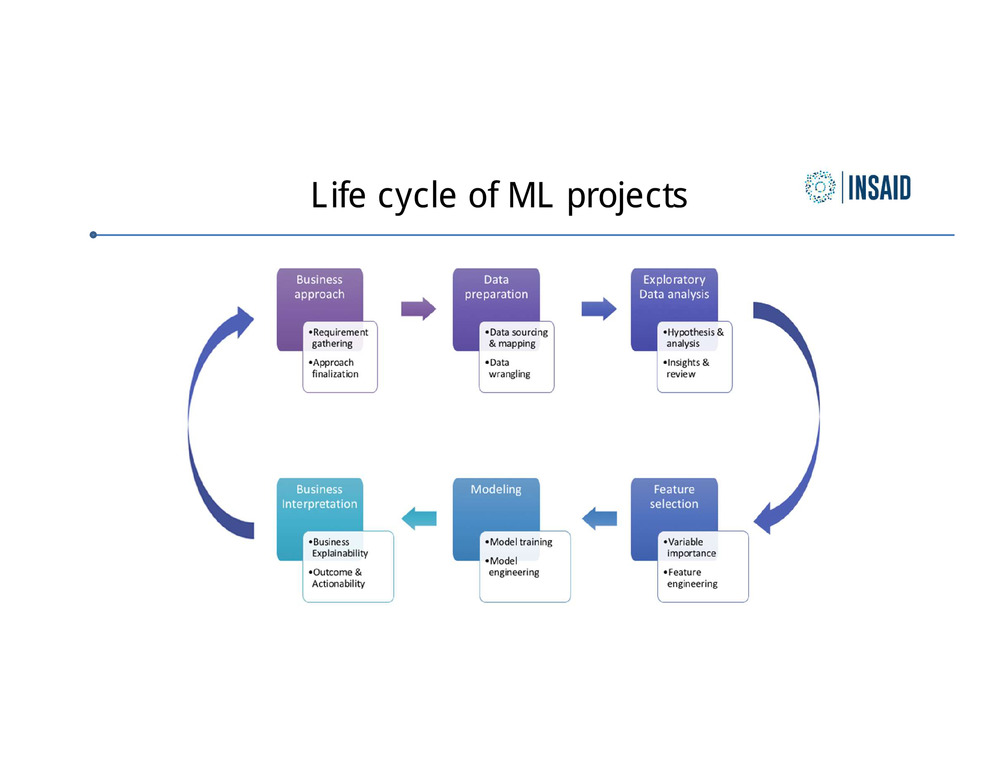 Life cycle of ML projects
INSAID
Business
approach
•Requirement
gathering
•Approach
finalization
Data
preparation
•Data sourcing
& mapping
•Data
wrangling
Exploratory
Data analysis
•Hypothesis &
analysis
•Insights &
review
Feature
selection
•Variable
importance
•Feature
engineering
Modeling
•Model training
•Model
engineering
Business
Interpretation
•Business
Explainability
•Outcome &
Actionability